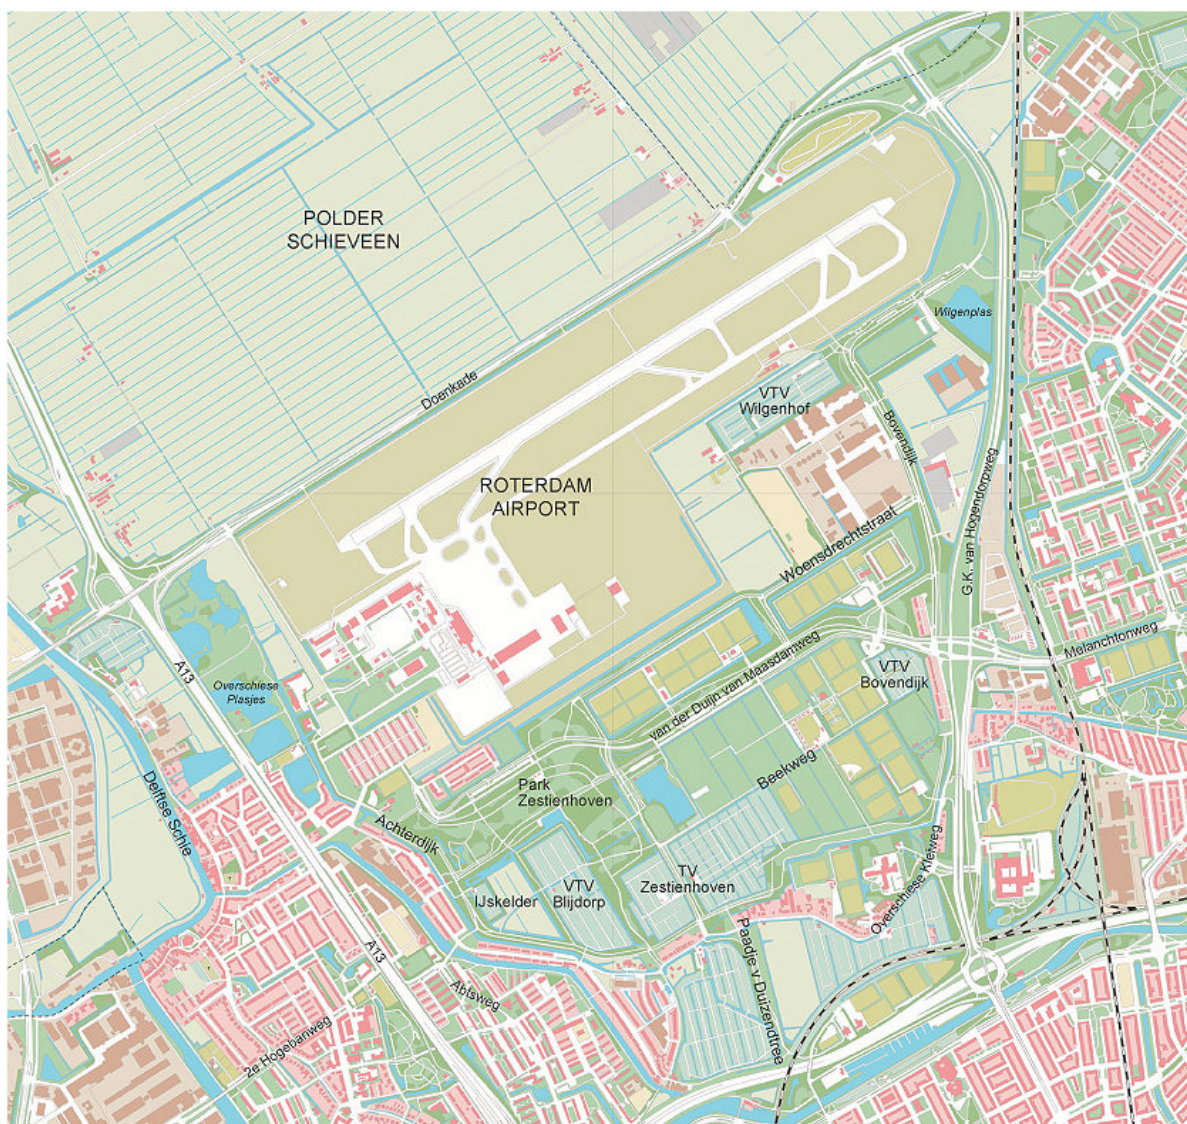 POLDER
SCHIEVEEN
Wilgenplas
Doenkade
VTV
Wilgenhof
Bovendijk
G.K. van Hogendorpweg
ROTERDAM
AIRPORT
Woensdrechtstraat
Melanchtonweg
A13
Overschiese
Plasjes
van der Duijn van Maasdamweg
VTV
Bovendijk
Delftse Schie
Park
Zestienhoven
Beekweg
Achterdijk
TV
Zestienhoven
IJskelder
VTV
Blijdorp
Overschiese Kleiweg
Paadje v Duizendtree
A13
Abtsweg
2e Hogebanweg